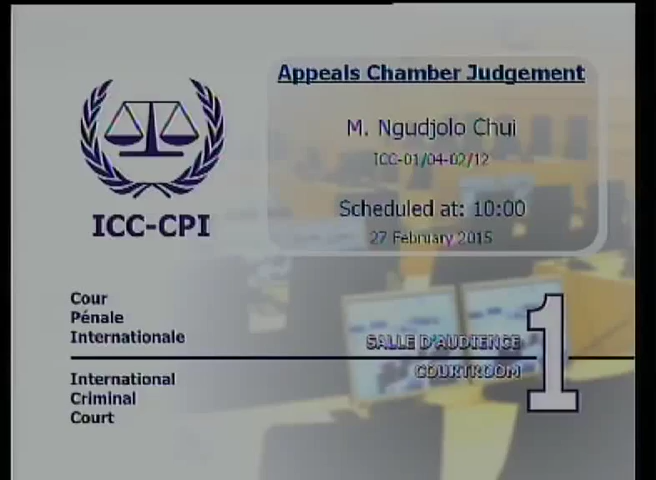 Appeals Chamber Judgement
M. Ngudjolo Chui
ICC-01/04-02/12
Scheduled at: 10:00
27 February 2015
ICC-CPI
Cour
Pénale
Internationale
International
Criminal
Court
SALLE D'AUDIENCE
COURTROOM
1